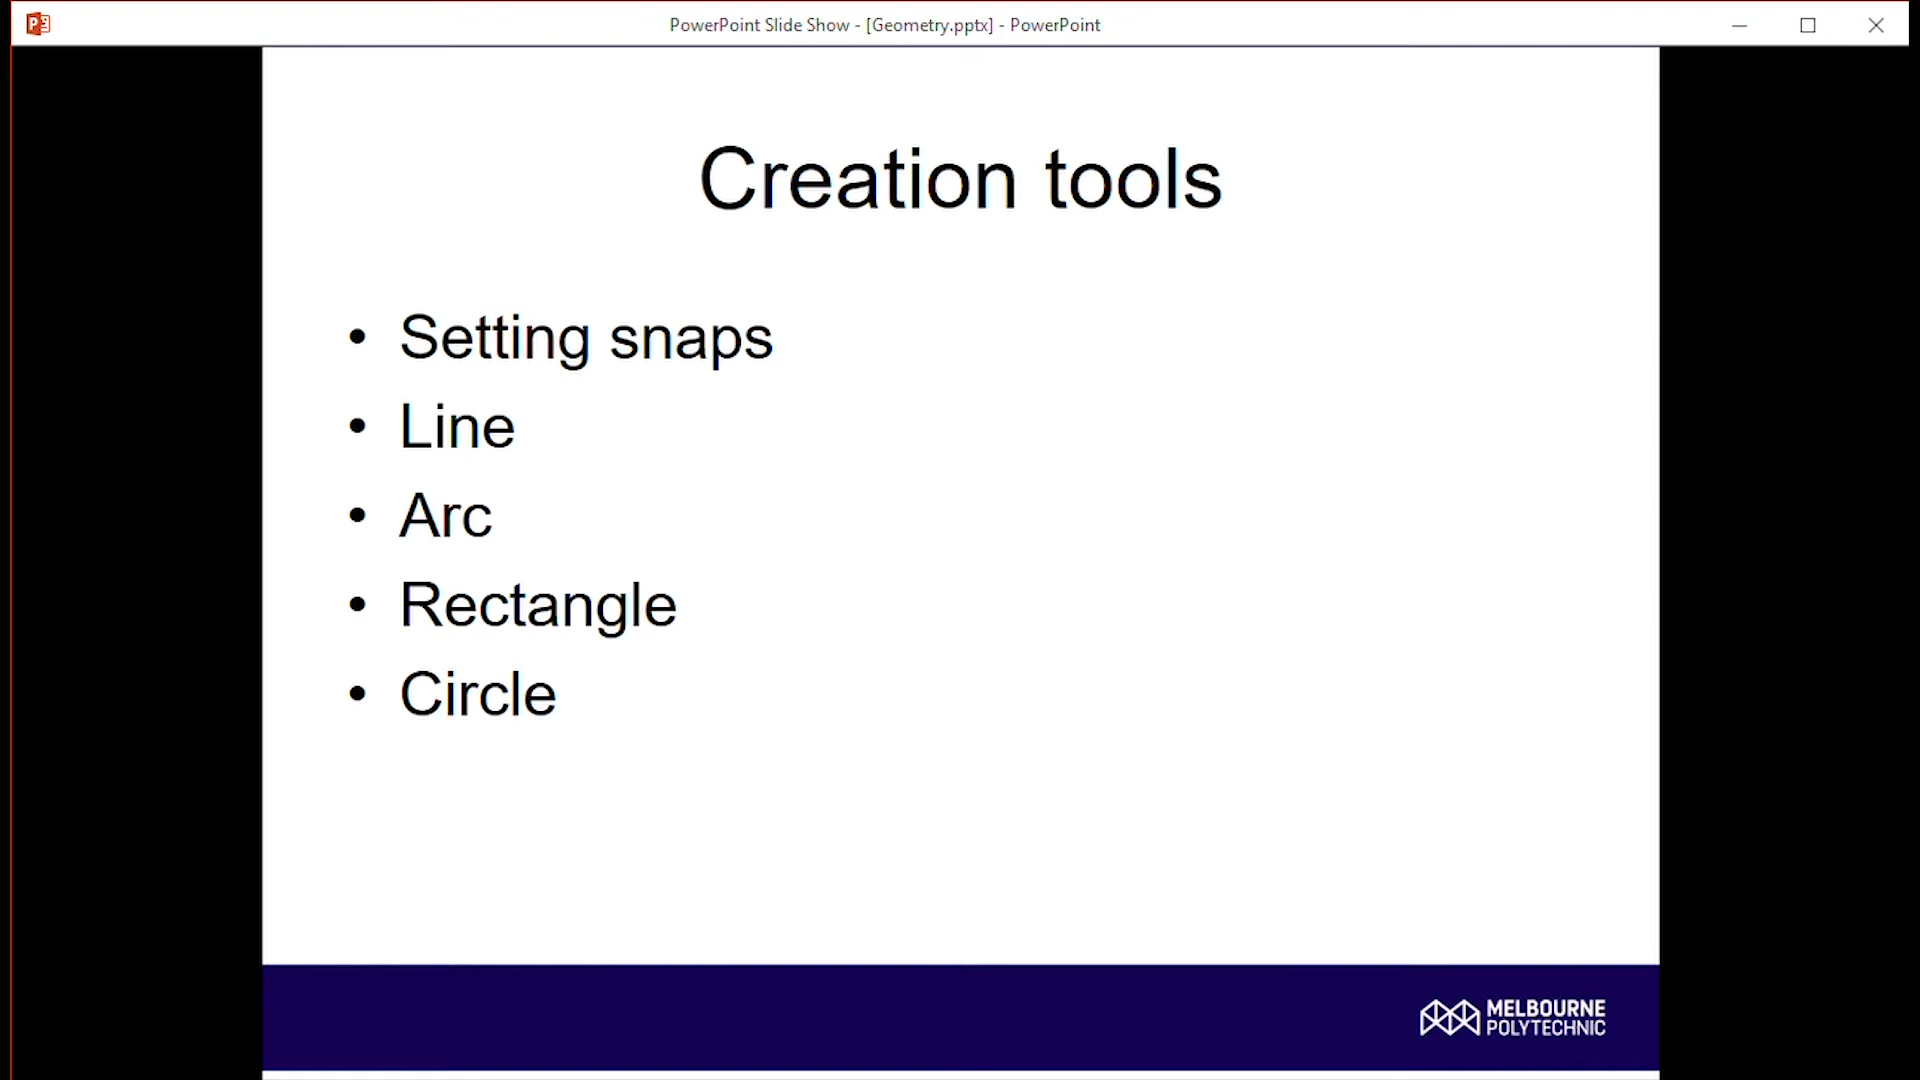 PowerPoint Slide Show - [Geometry.pptx] - PowerPoint
Creation tools
• Setting snaps
• Line
• Arc
• Rectangle
• Circle
MELBOURNE
POLYTECHNIC